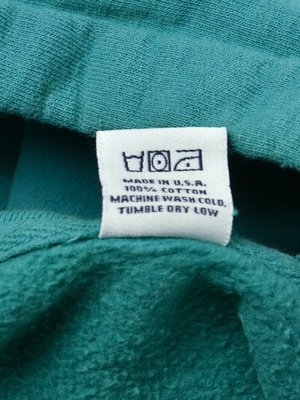 MADE IN U.S.A.
100% COTTON
MACHINE WASH COLD,
TUMBLE DRY LOW